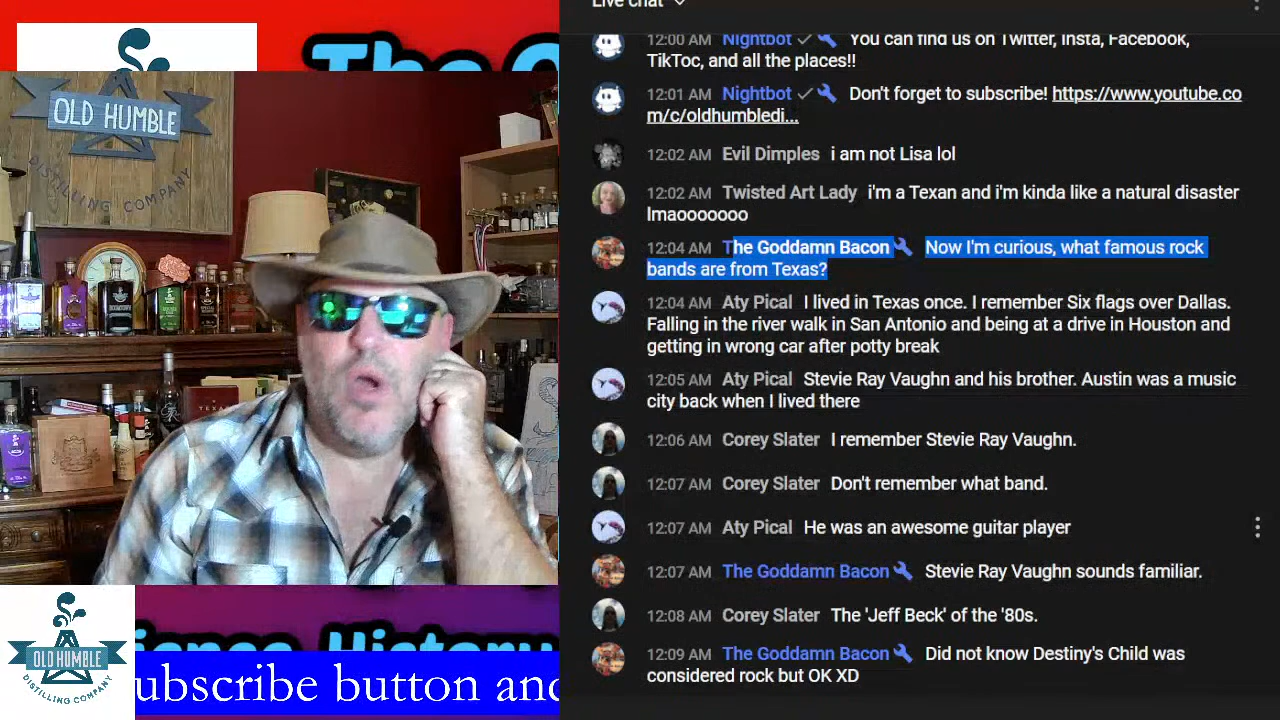 The
OLD HUMBLE
DISTILLING COMPANY
Live chat
12:00 AM Nightbot You can find us on Twitter, Insta, Facebook,
TikToc, and all the places!!
12:01 AM Nightbot Don't forget to subscribe! https://www.youtube.co
m/c/oldhumbledi...
12:02 AM Evil Dimples i am not Lisa lol
12:02 AM Twisted Art Lady i'm a Texan and i'm kinda like a natural disaster
lmaooooooo
12:04 AM The Goddamn Bacon Now I'm curious, what famous rock
bands are from Texas?
12:04 AM Aty Pical I lived in Texas once. I remember Six flags over Dallas.
Falling in the river walk in San Antonio and being at a drive in Houston and
getting in wrong car after potty break
12:05 AM Aty Pical Stevie Ray Vaughn and his brother. Austin was a music
city back when I lived there
12:06 AM Corey Slater I remember Stevie Ray Vaughn.
12:07 AM Corey Slater Don't remember what band.
12:07 AM Aty Pical He was an awesome guitar player
12:07 AM The Goddamn Bacon Stevie Ray Vaughn sounds familiar.
12:08 AM Corey Slater The 'Jeff Beck' of the '80s.
12:09 AM The Goddamn Bacon Did not know Destiny's Child was
considered rock but OK XD
TEXAS
ience, History
OLD HUMBLE
DISTILLING COMPANY
ubscribe button and